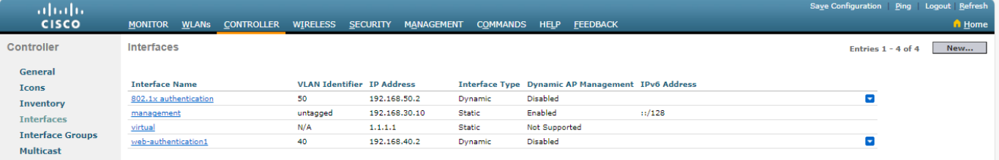 Save Configuration | Ping | Logout | Refresh
CISCO MONITOR WLANs CONTROLLER WIRELESS SECURITY MANAGEMENT COMMANDS HELP FEEDBACK Home
Controller Interfaces Entries 1 - 4 of 4 New...
General
Icons
Inventory
Interfaces
Interface Groups
Multicast
Interface Name VLAN Identifier IP Address Interface Type Dynamic AP Management IPv6 Address
802.1x authentication 50 192.168.50.2 Dynamic Disabled
management untagged 192.168.30.10 Static Enabled ::/128
virtual N/A 1.1.1.1 Static Not Supported
web-authentication1 40 192.168.40.2 Dynamic Disabled